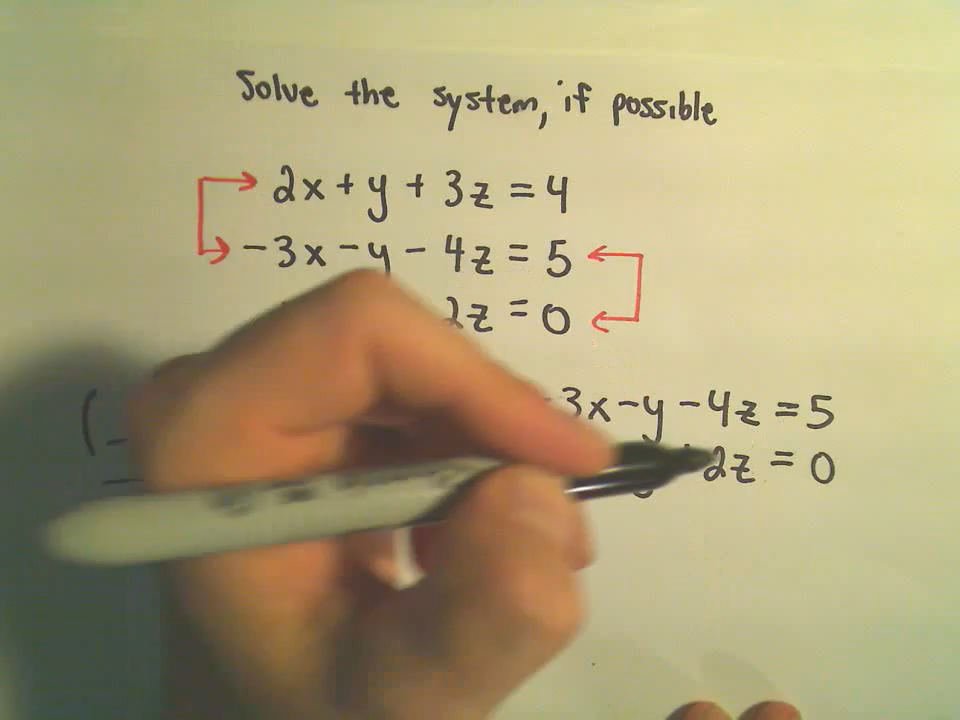 Solve the system, if possible
2x + y + 3z = 4
-3x - y - 4z = 5
2z = 0
( -
3x - y - 4z = 5
2z = 0